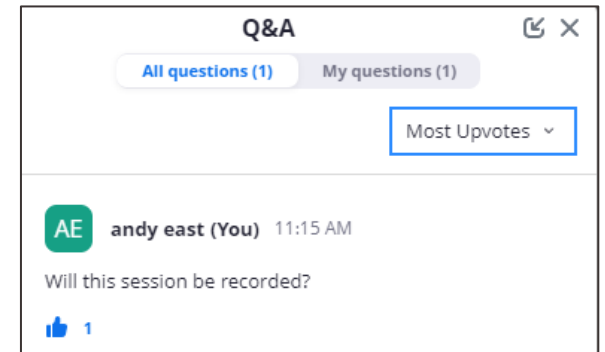 Q&A
All questions (1) My questions (1)
Most Upvotes
AE andy east (You) 11:15 AM
Will this session be recorded?
1